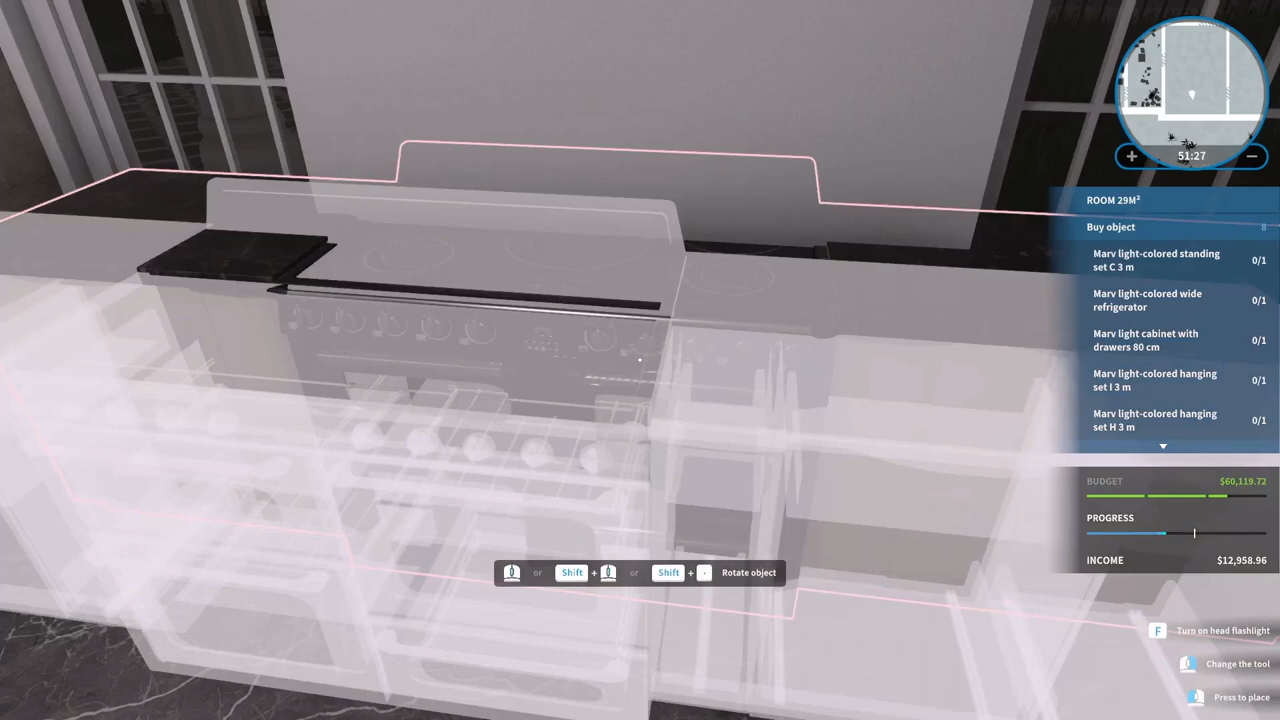 51:27
ROOM 29M²
Buy object 8
Marv light-colored standing
set C 3 m 0/1
Marv light-colored wide
refrigerator 0/1
Marv light cabinet with
drawers 80 cm 0/1
Marv light-colored hanging
set I 3 m 0/1
Marv light-colored hanging
set H 3 m 0/1
BUDGET $60,119.72
PROGRESS
INCOME $12,958.96
or Shift + or Shift + · Rotate object
F Turn on head flashlight
Change the tool
Press to place